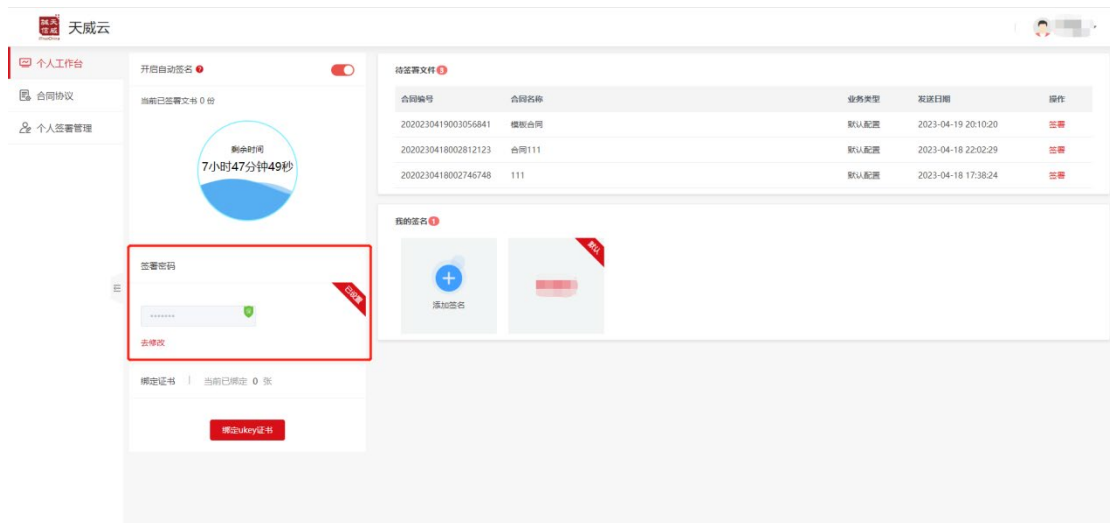 天威云
个人工作台
合同协议
个人签署管理
开启自动签名
当前已签署文书 0 份
剩余时间
7小时47分钟49秒
签署密码
已设置
·······
去修改
绑定证书 | 当前已绑定 0 张
绑定ukey证书
待签署文件 3
合同编号 合同名称 业务类型 发送日期 操作
2020230419003056841 模板合同 默认配置 2023-04-19 20:10:20 签署
2020230418002812123 合同111 默认配置 2023-04-18 22:02:29 签署
2020230418002746748 111 默认配置 2023-04-18 17:38:24 签署
我的签名 1
添加签名
默认